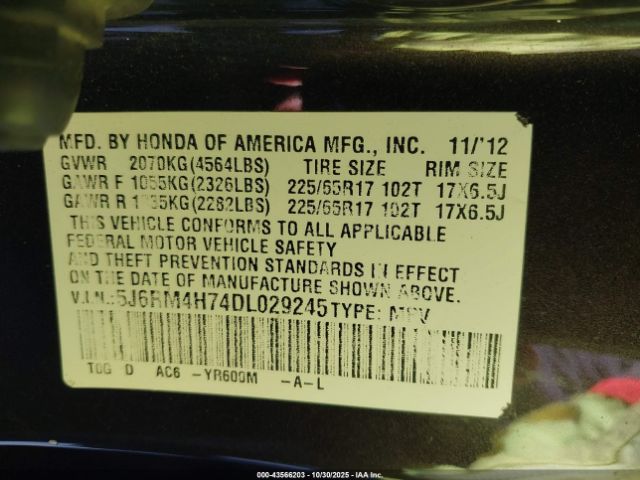 MFD. BY HONDA OF AMERICA MFG., INC. 11/'12
GVWR 2070KG(4564LBS) TIRE SIZE RIM SIZE
GAWR F 1055KG(2326LBS) 225/65R17 102T 17X6.5J
GAWR R 1035KG(2282LBS) 225/65R17 102T 17X6.5J
THIS VEHICLE CONFORMS TO ALL APPLICABLE
FEDERAL MOTOR VEHICLE SAFETY
AND THEFT PREVENTION STANDARDS IN EFFECT
ON THE DATE OF MANUFACTURE SHOWN ABOVE.
V.I.N.:5J6RM4H74DL029245 TYPE: MPV
T0G D AC6 -YR600M -A-L
000-43566203 - 10/30/2025 - IAA Inc.